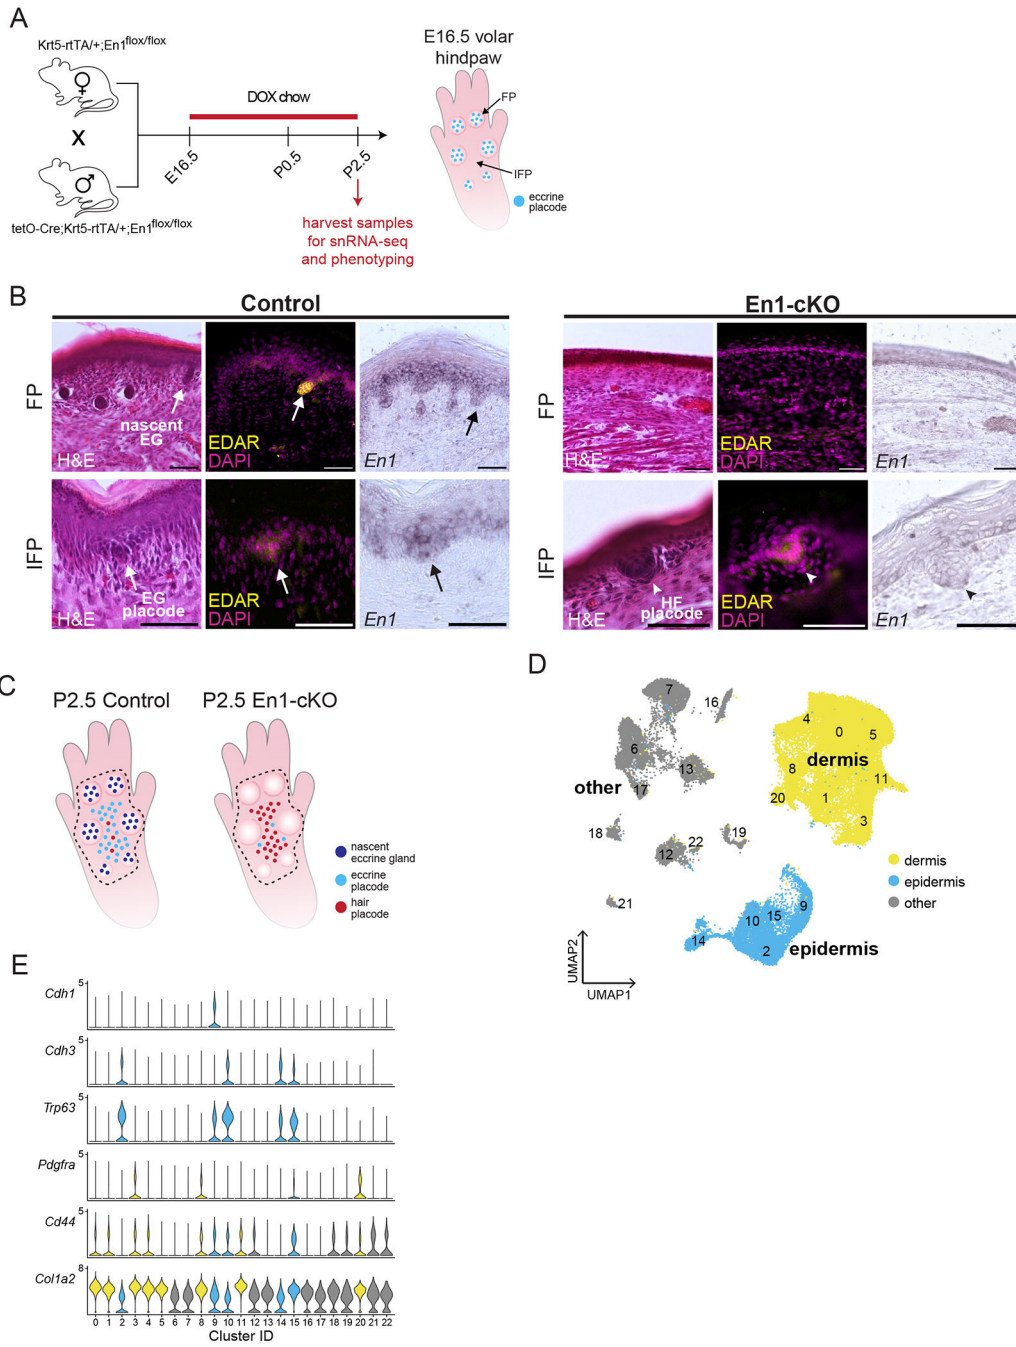 A
Krt5-rtTA/+;En1flox/flox
X
tetO-Cre;Krt5-rtTA/+;En1flox/flox
DOX chow
E16.5
P0.5
P2.5
harvest samples
for snRNA-seq
and phenotyping
E16.5 volar
hindpaw
FP
IFP
eccrine
placode
B
Control
En1-cKO
FP
nascent
EG
H&E
EDAR
DAPI
En1
FP
H&E
EDAR
DAPI
En1
IFP
EG
placode
H&E
EDAR
DAPI
En1
IFP
HF
placode
H&E
EDAR
DAPI
En1
C
P2.5 Control
P2.5 En1-cKO
nascent
eccrine gland
eccrine
placode
hair
placode
D
7
16
6
13
17
other
18
12
22
19
21
4
0
5
dermis
8
11
20
1
3
9
10
15
14
2
epidermis
dermis
epidermis
other
UMAP2
UMAP1
E
Cdh1
5
Cdh3
5
Trp63
5
Pdgfra
5
Cd44
5
Col1a2
8
0 1 2 3 4 5 6 7 8 9 10 11 12 13 14 15 16 17 18 19 20 21 22
Cluster ID